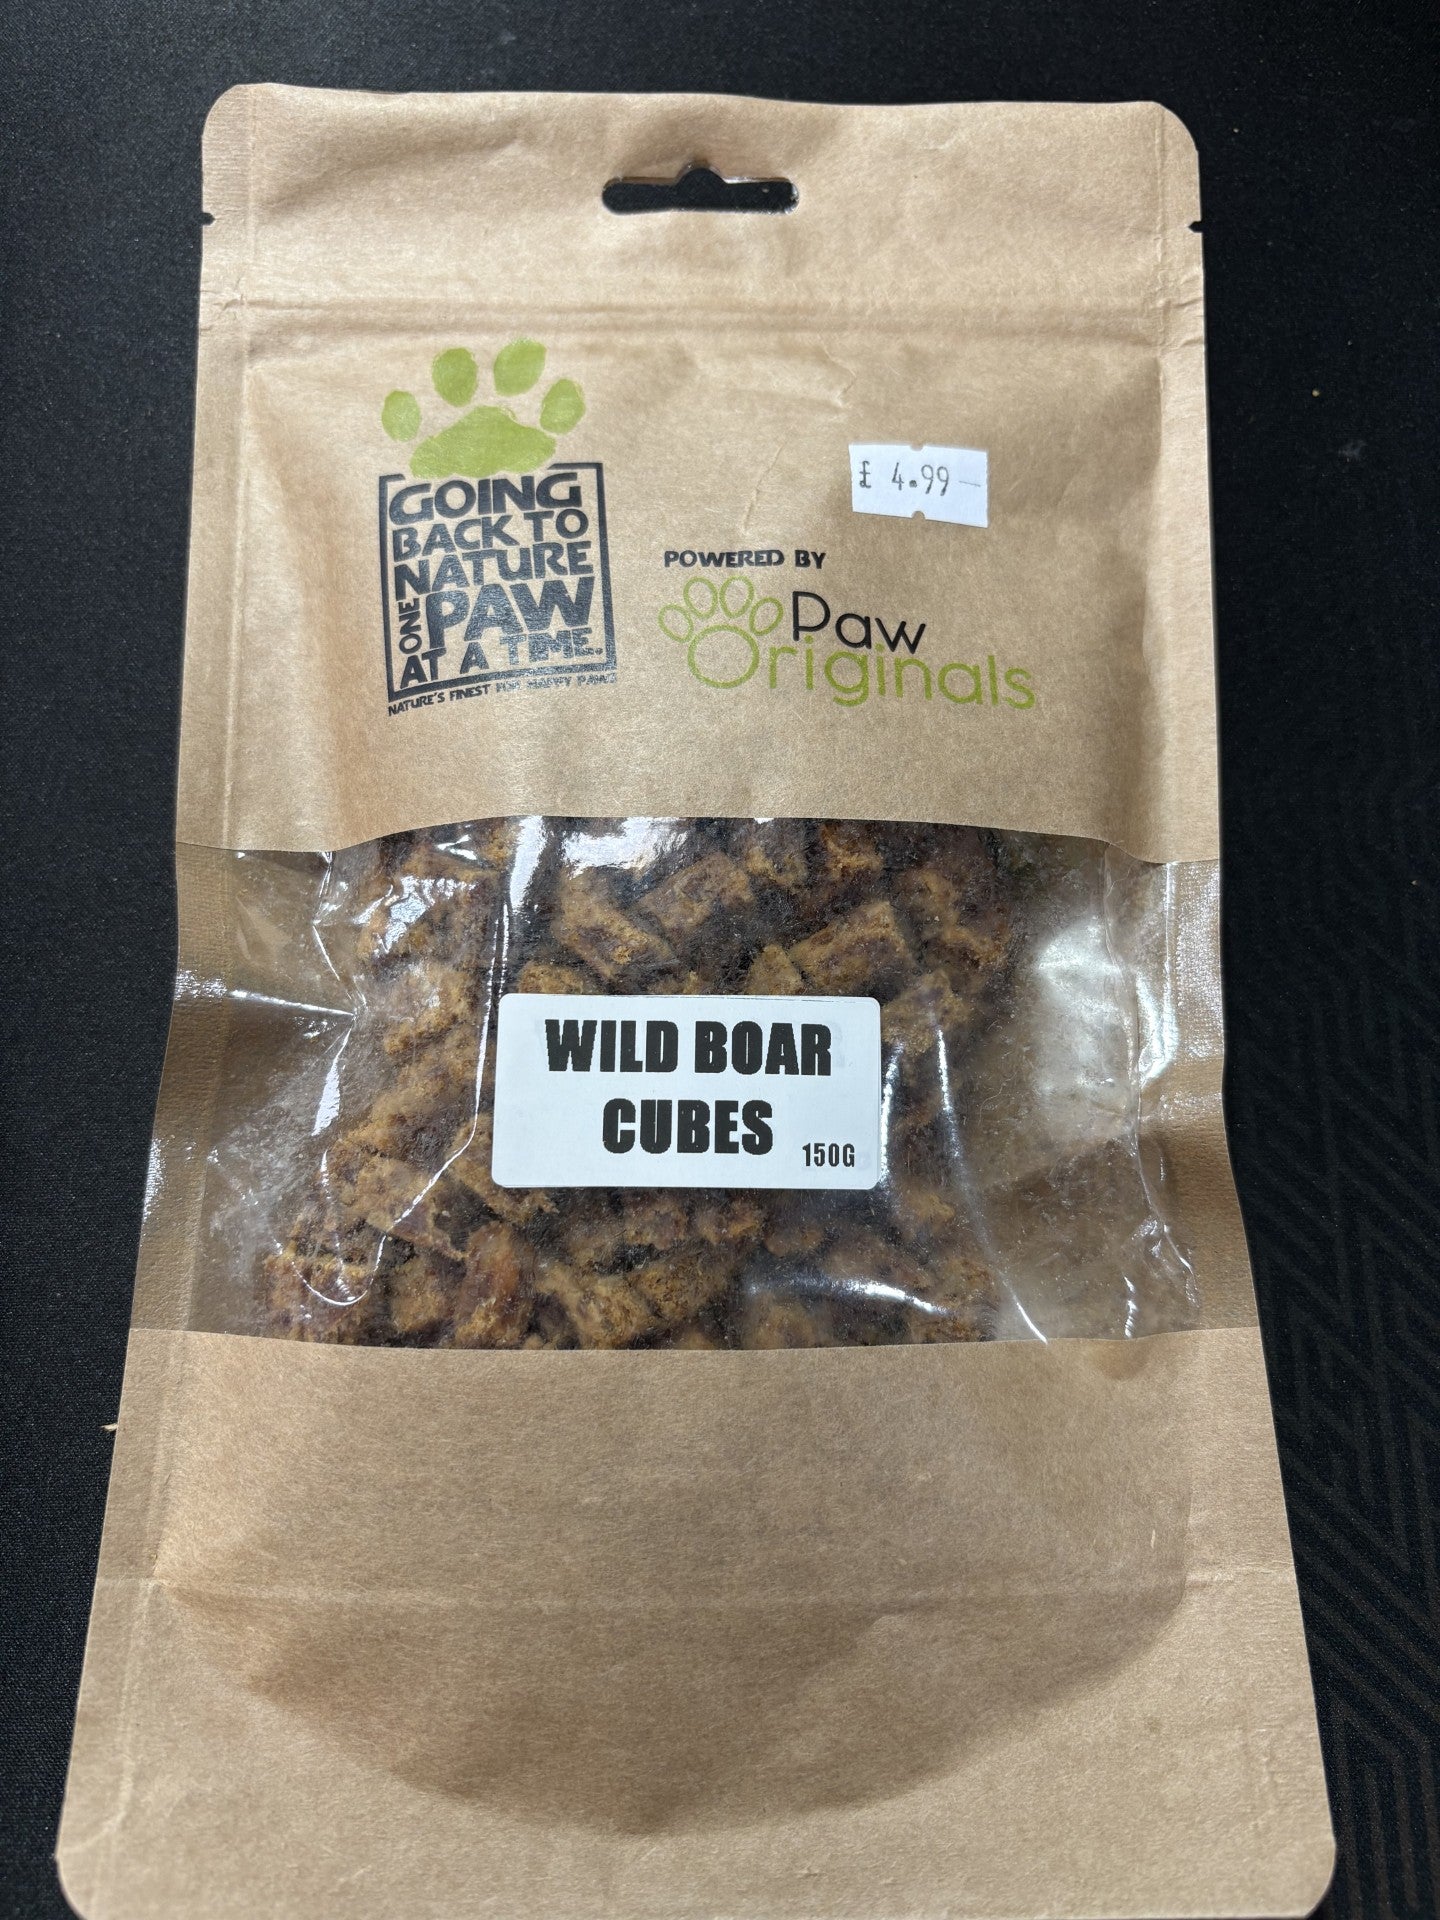 GOING
BACK TO
NATURE
ONE PAW
AT A TIME.
NATURE'S FINEST FOR HAPPY PAWS
£ 4.99
POWERED BY
Paw
Originals
WILD BOAR
CUBES
150G